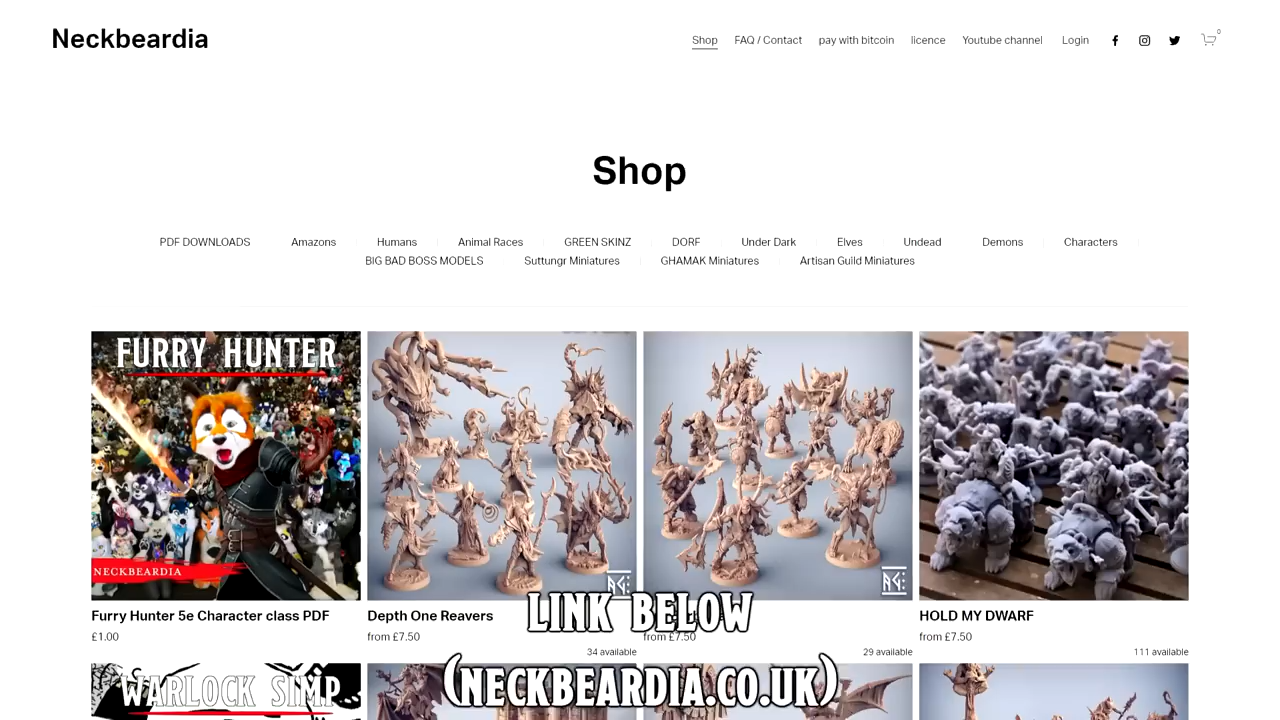 Neckbeardia
Shop FAQ / Contact pay with bitcoin licence Youtube channel Login 0
Shop
PDF DOWNLOADS Amazons Humans Animal Races GREEN SKINZ DORF Under Dark Elves Undead Demons Characters
BIG BAD BOSS MODELS Suttungr Miniatures GHAMAK Miniatures Artisan Guild Miniatures
FURRY HUNTER
NECKBEARDIA
Furry Hunter 5e Character class PDF
£1.00
Depth One Reavers
from £7.50
34 available
from £7.50
29 available
HOLD MY DWARF
from £7.50
111 available
LINK BELOW
(NECKBEARDIA.CO.UK)
WARLOCK SIMP